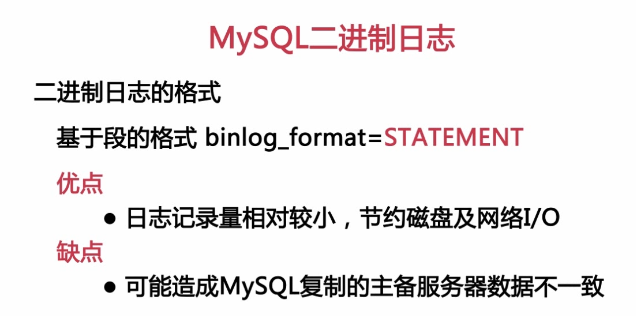 MySQL二进制日志
二进制日志的格式
基于段的格式 binlog_format=STATEMENT
优点
● 日志记录量相对较小，节约磁盘及网络I/O
缺点
● 可能造成MySQL复制的主备服务器数据不一致